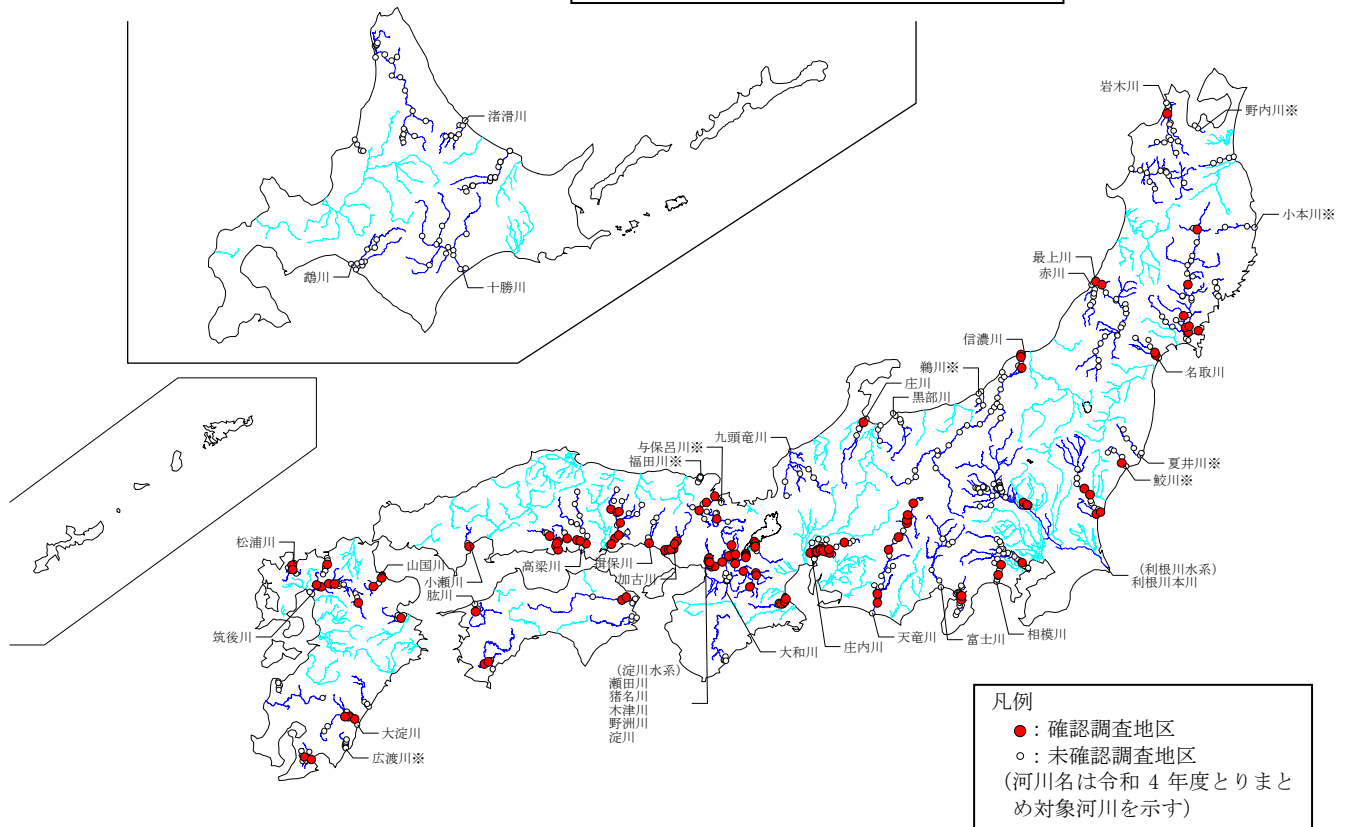 渚滑川
鵡川
十勝川
岩木川
野内川※
小本川※
最上川
赤川
信濃川
名取川
鵜川※
庄川
黒部川
九頭竜川
与保呂川※
福田川※
夏井川※
鮫川※
(利根川水系)
利根川本川
松浦川
山国川
小瀬川
肱川
高梁川
揖保川
加古川
筑後川
大和川
庄内川
天竜川
富士川
相模川
(淀川水系)
瀬田川
猪名川
木津川
野洲川
淀川
大淀川
広渡川※
凡例
●:確認調査地区
○:未確認調査地区
(河川名は令和 4 年度とりまと
め対象河川を示す)